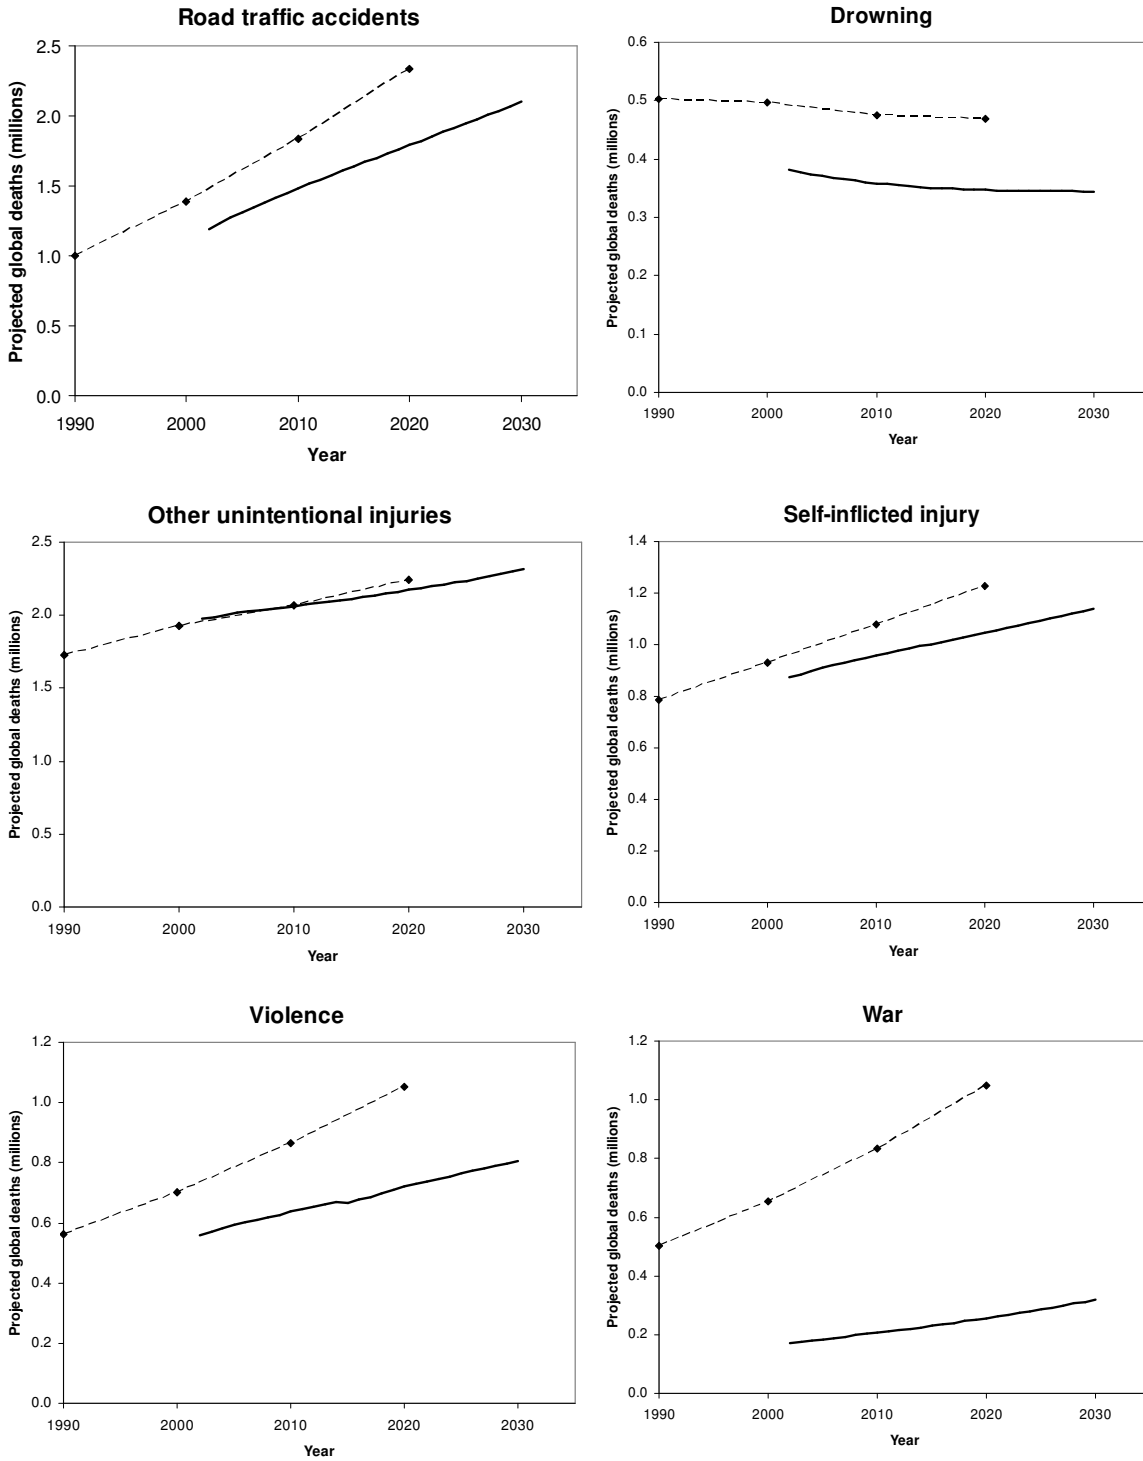 Road traffic accidents
Projected global deaths (millions)
2.5
2.0
1.5
1.0
0.5
0.0
1990 2000 2010 2020 2030
Year
Drowning
Projected global deaths (millions)
0.6
0.5
0.4
0.3
0.2
0.1
0.0
1990 2000 2010 2020 2030
Year
Other unintentional injuries
Projected global deaths (millions)
2.5
2.0
1.5
1.0
0.5
0.0
1990 2000 2010 2020 2030
Year
Self-inflicted injury
Projected global deaths (millions)
1.4
1.2
1.0
0.8
0.6
0.4
0.2
0.0
1990 2000 2010 2020 2030
Year
Violence
Projected global deaths (millions)
1.2
1.0
0.8
0.6
0.4
0.2
0.0
1990 2000 2010 2020 2030
Year
War
Projected global deaths (millions)
1.2
1.0
0.8
0.6
0.4
0.2
0.0
1990 2000 2010 2020 2030
Year